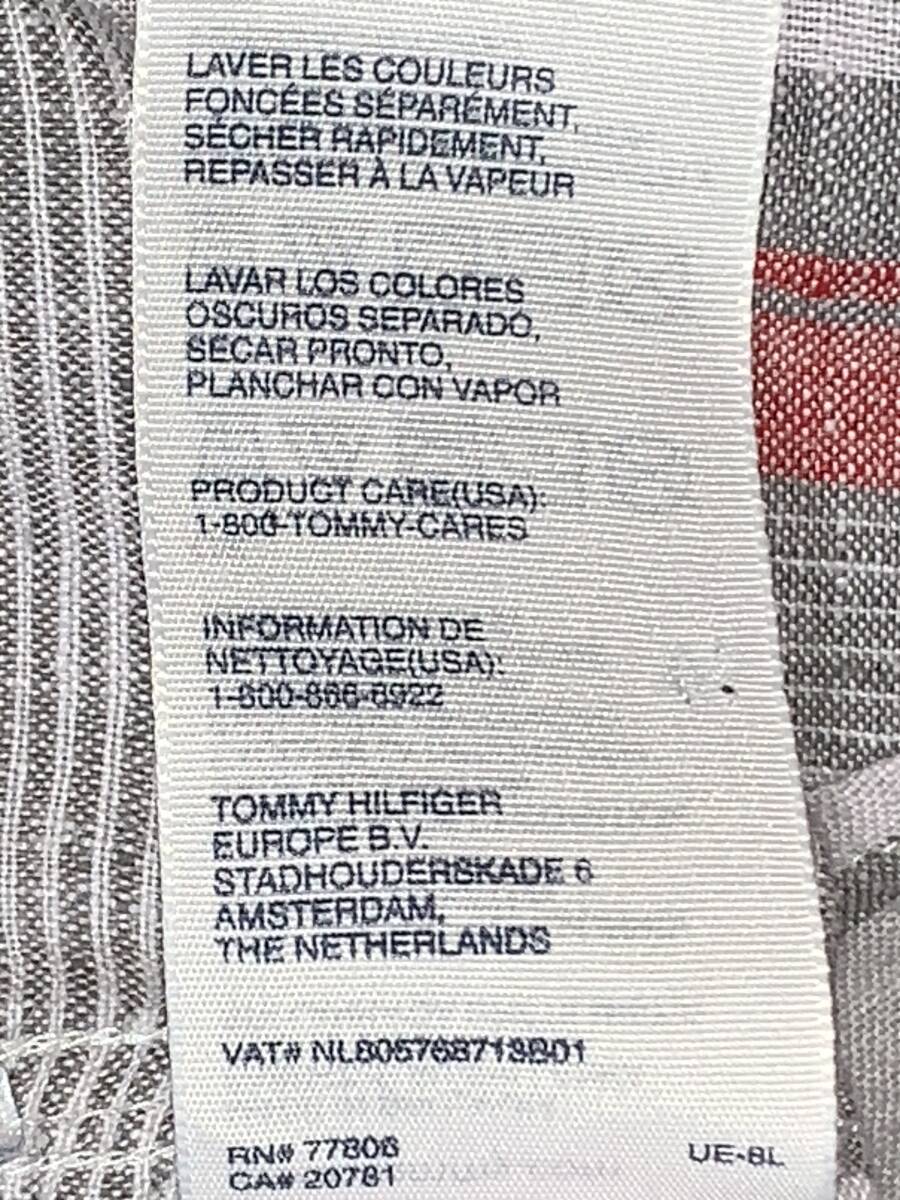 LAVER LES COULEURS
FONCÉES SÉPARÉMENT,
SÉCHER RAPIDEMENT,
REPASSER À LA VAPEUR
LAVAR LOS COLORES
OSCUROS SEPARADO,
SECAR PRONTO,
PLANCHAR CON VAPOR
PRODUCT CARE(USA):
1-800-TOMMY-CARES
INFORMATION DE
NETTOYAGE(USA):
1-800-866-6922
TOMMY HILFIGER
EUROPE B.V.
STADHOUDERSKADE 6
AMSTERDAM,
THE NETHERLANDS
VAT# NL805768713B01
RN# 77806
CA# 20781
UE-8L